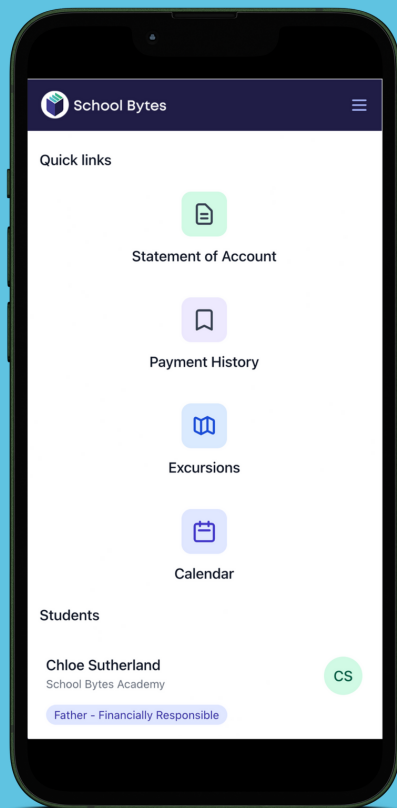 School Bytes
Quick links
Statement of Account
Payment History
Excursions
Calendar
Students
Chloe Sutherland
School Bytes Academy
CS
Father - Financially Responsible